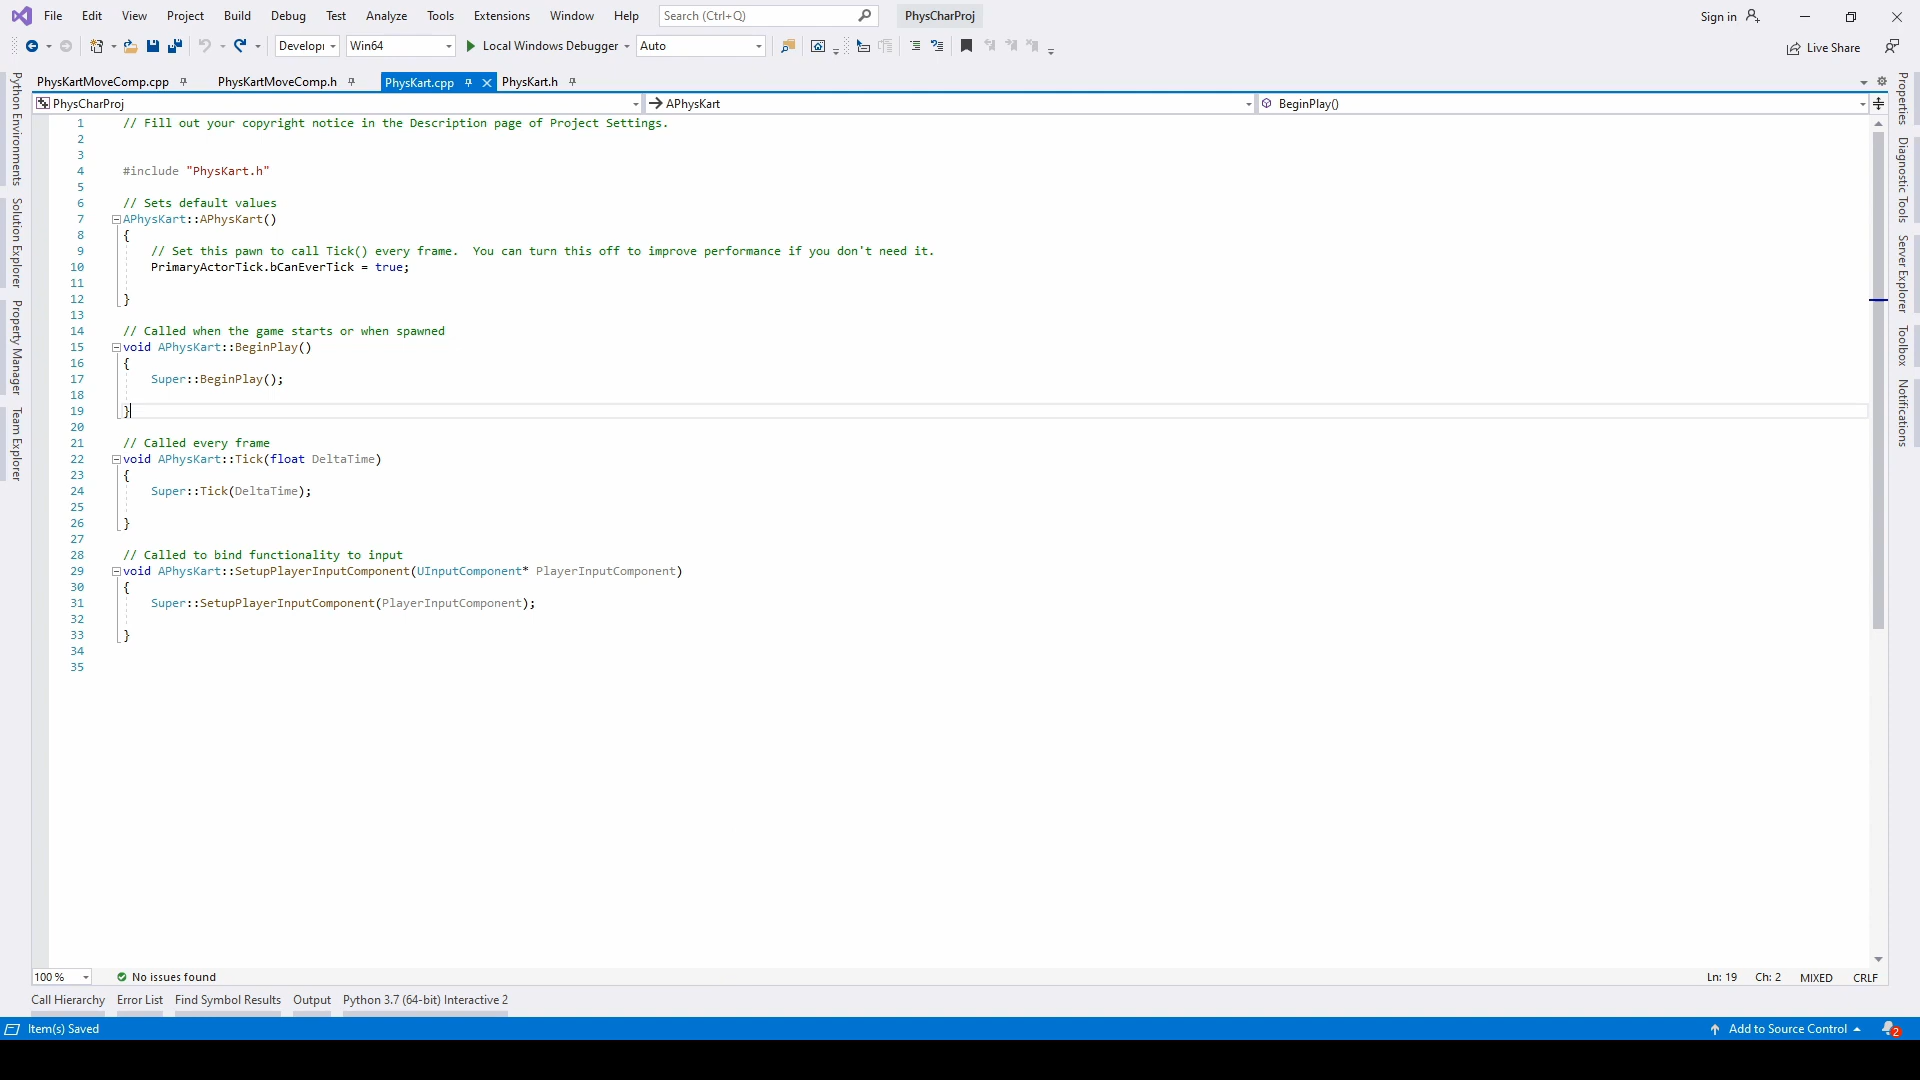 File Edit View Project Build Debug Test Analyze Tools Extensions Window Help Search (Ctrl+Q) PhysCharProj Sign in
Win64 Local Windows Debugger Auto Live Share
PhysKartMoveComp.cpp PhysKartMoveComp.h PhysKart.cpp PhysKart.h
PhysCharProj APhysKart BeginPlay()
1 // Fill out your copyright notice in the Description page of Project Settings.
2
3
4 #include "PhysKart.h"
5
6 // Sets default values
7 APhysKart::APhysKart()
8 {
9 // Set this pawn to call Tick() every frame.  You can turn this off to improve performance if you don't need it.
10 PrimaryActorTick.bCanEverTick = true;
11
12 }
13
14 // Called when the game starts or when spawned
15 void APhysKart::BeginPlay()
16 {
17 Super::BeginPlay();
18
19 }
20
21 // Called every frame
22 void APhysKart::Tick(float DeltaTime)
23 {
24 Super::Tick(DeltaTime);
25
26 }
27
28 // Called to bind functionality to input
29 void APhysKart::SetupPlayerInputComponent(UInputComponent* PlayerInputComponent)
30 {
31 Super::SetupPlayerInputComponent(PlayerInputComponent);
32
33 }
34
35
Python Environments
Solution Explorer
Property Manager
Team Explorer
Properties
Diagnostic Tools
Server Explorer
Toolbox
Notifications
100 % No issues found Ln: 19 Ch: 2 MIXED CRLF
Call Hierarchy Error List Find Symbol Results Output Python 3.7 (64-bit) Interactive 2
Item(s) Saved Add to Source Control 2